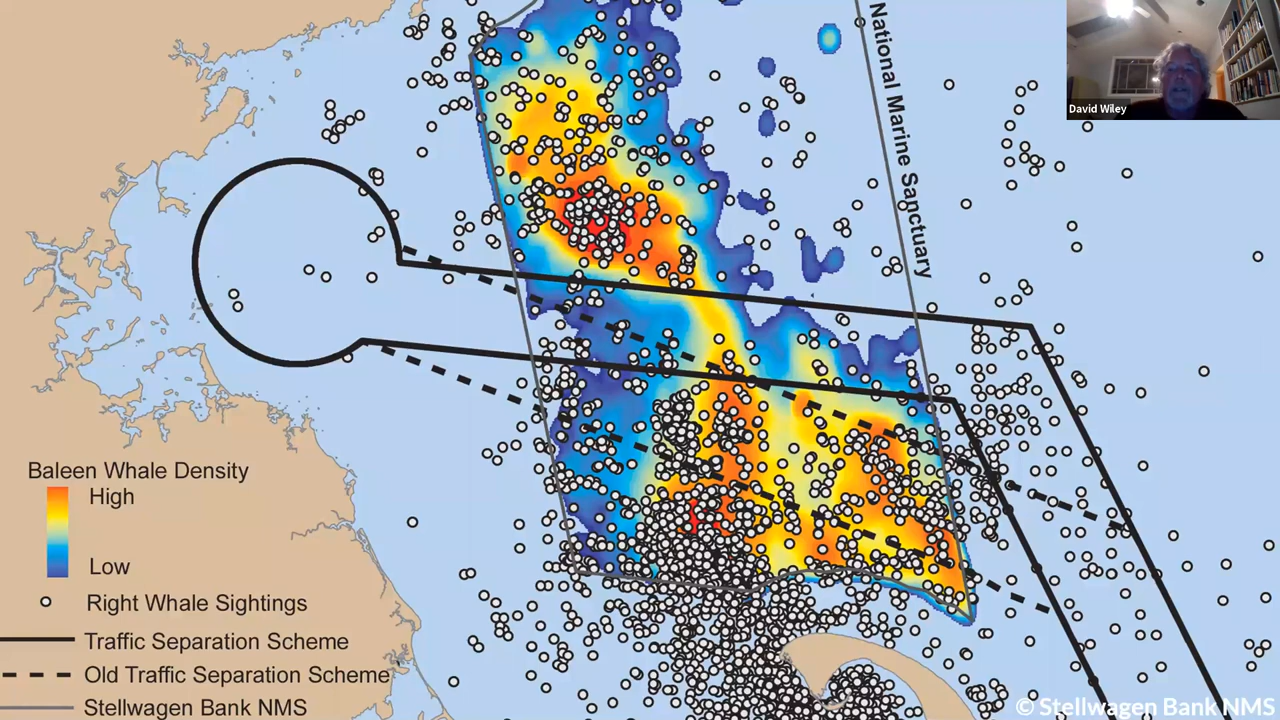 National Marine Sanctuary
David Wiley
Baleen Whale Density
High
Low
Right Whale Sightings
Traffic Separation Scheme
Old Traffic Separation Scheme
Stellwagen Bank NMS
© Stellwagen Bank NMS